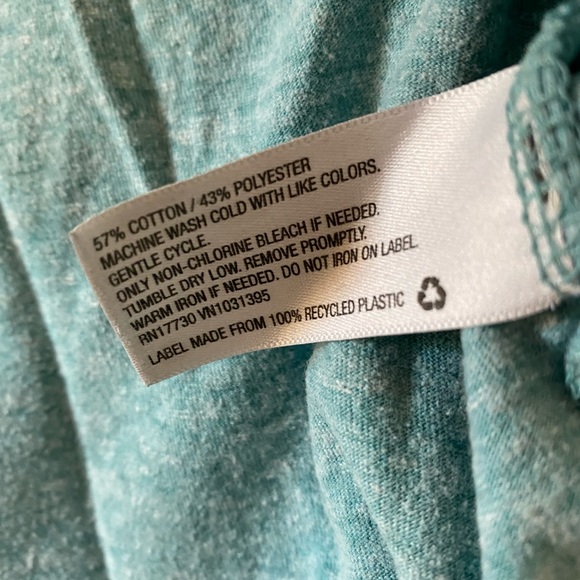 57% COTTON / 43% POLYESTER
MACHINE WASH COLD WITH LIKE COLORS.
GENTLE CYCLE.
ONLY NON-CHLORINE BLEACH IF NEEDED.
TUMBLE DRY LOW. REMOVE PROMPTLY.
WARM IRON IF NEEDED. DO NOT IRON ON LABEL
RN17730 VN1031395
LABEL MADE FROM 100% RECYCLED PLASTIC